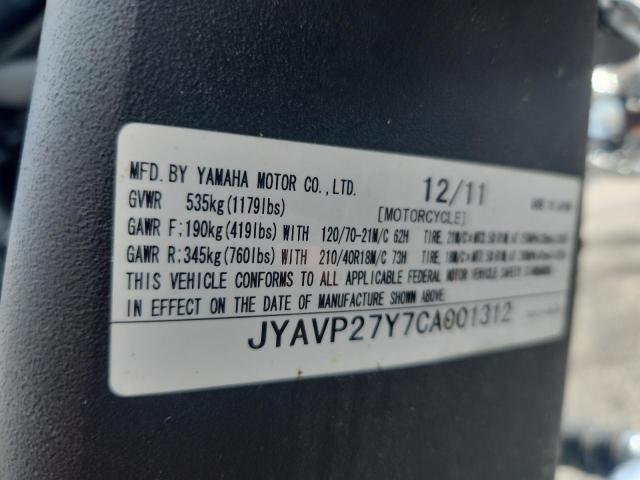 MFD. BY YAMAHA MOTOR CO.,LTD. 12/11
GVWR 535kg(1179lbs) [MOTORCYCLE]
GAWR F:190kg(419lbs)WITH 120/70-21M/C 62H TIRE,
GAWR R:345kg(760lbs)WITH 210/40R18M/C 73H TIRE,
THIS VEHICLE CONFORMS TO ALL APPLICABLE FEDERAL MOTOR VEHICLE SAFETY STANDARDS
IN EFFECT ON THE DATE OF MANUFACTURE SHOWN ABOVE.
JYAVP27Y7CA001312